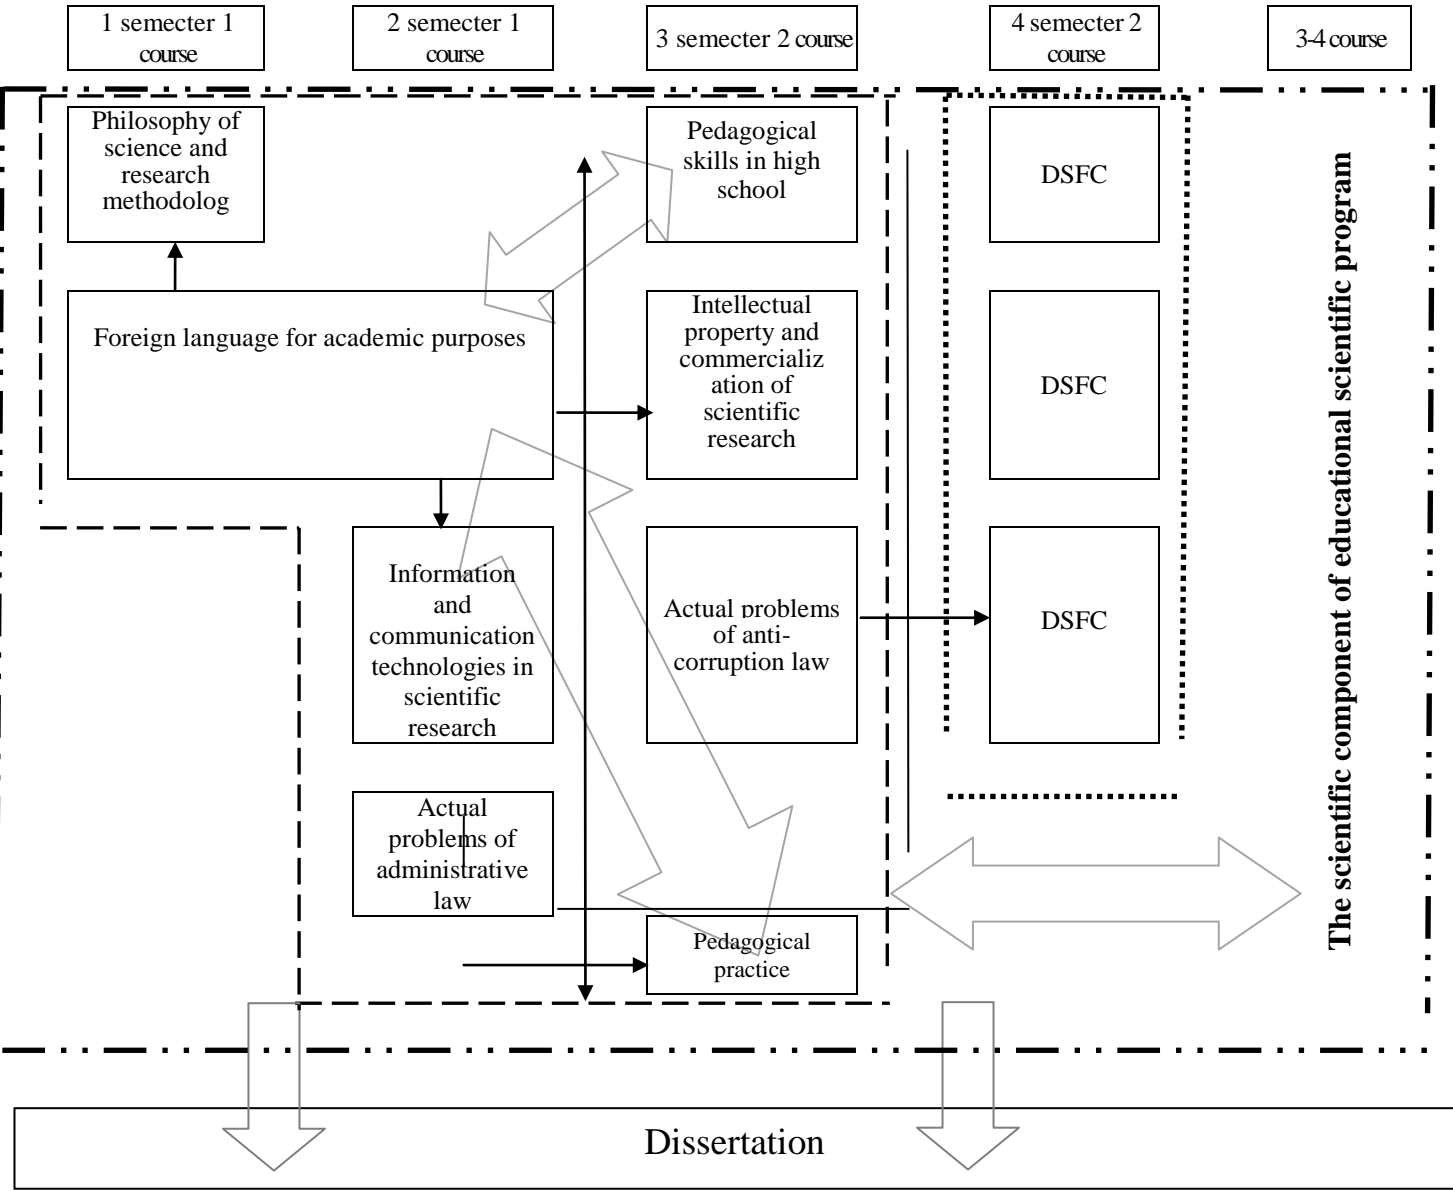 1 semecter 1
course
2 semecter 1
course
3 semecter 2 course
4 semecter 2
course
3-4 course
Philosophy of
science and
research
methodolog
Pedagogical
skills in high
school
DSFC
Foreign language for academic purposes
Intellectual
property and
commercializ
ation of
scientific
research
DSFC
Information
and
communication
technologies in
scientific
research
Actual problems
of anti-
corruption law
DSFC
Actual
problems of
administrative
law
Pedagogical
practice
The scientific component of educational scientific program
Dissertation